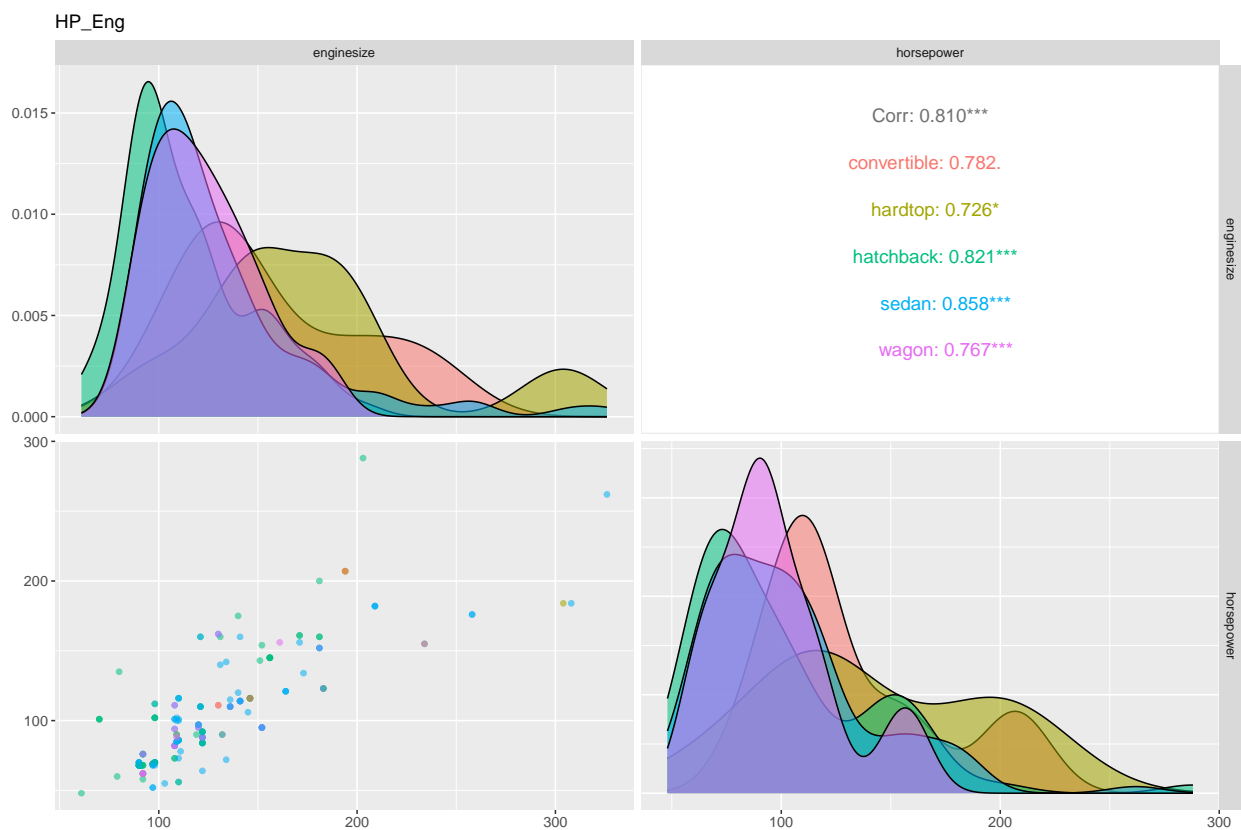 HP_Eng
enginesize
horsepower
0.015
0.010
0.005
0.000
Corr: 0.810***
convertible: 0.782.
hardtop: 0.726*
hatchback: 0.821***
sedan: 0.858***
wagon: 0.767***
enginesize
300
200
100
horsepower
100
200
300
100
200
300